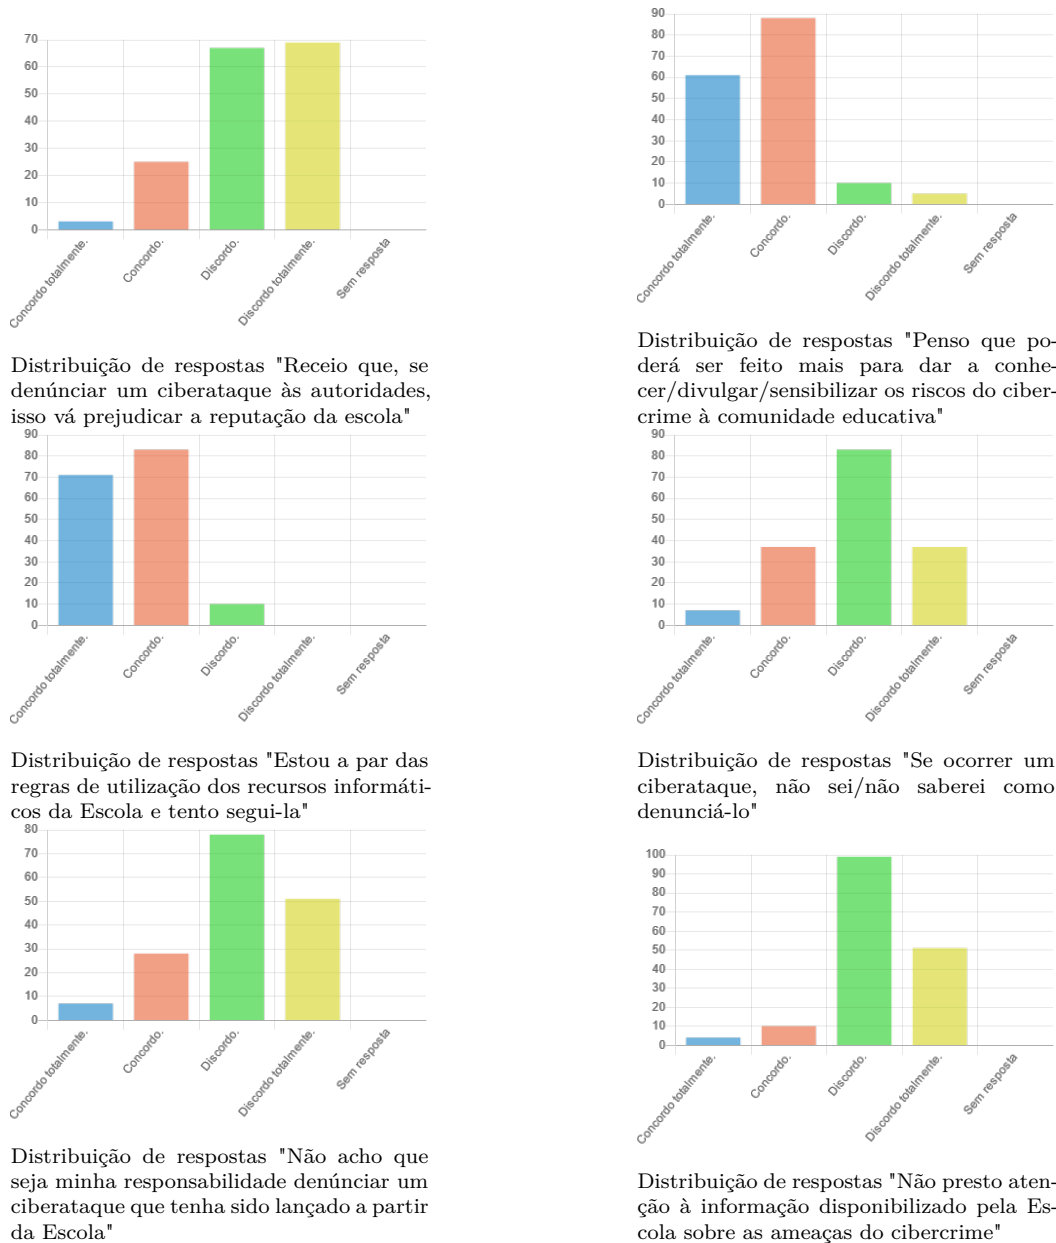 70
60
50
40
30
20
10
0
Concordo totalmente.
Concordo.
Discordo.
Discordo totalmente.
Sem resposta
Distribuição de respostas "Receio que, se
denúnciar um ciberataque às autoridades,
isso vá prejudicar a reputação da escola"
90
80
70
60
50
40
30
20
10
0
Concordo totalmente.
Concordo.
Discordo.
Discordo totalmente.
Sem resposta
Distribuição de respostas "Penso que po-
derá ser feito mais para dar a conhe-
cer/divulgar/sensibilizar os riscos do ciber-
crime à comunidade educativa"
90
80
70
60
50
40
30
20
10
0
Concordo totalmente.
Concordo.
Discordo.
Discordo totalmente.
Sem resposta
Distribuição de respostas "Estou a par das
regras de utilização dos recursos informáti-
cos da Escola e tento segui-la"
90
80
70
60
50
40
30
20
10
0
Concordo totalmente.
Concordo.
Discordo.
Discordo totalmente.
Sem resposta
Distribuição de respostas "Se ocorrer um
ciberataque, não sei/não saberei como
denunciá-lo"
80
70
60
50
40
30
20
10
0
Concordo totalmente.
Concordo.
Discordo.
Discordo totalmente.
Sem resposta
Distribuição de respostas "Não acho que
seja minha responsabilidade denúnciar um
ciberataque que tenha sido lançado a partir
da Escola"
100
90
80
70
60
50
40
30
20
10
0
Concordo totalmente.
Concordo.
Discordo.
Discordo totalmente.
Sem resposta
Distribuição de respostas "Não presto aten-
ção à informação disponibilizado pela Es-
cola sobre as ameaças do cibercrime"